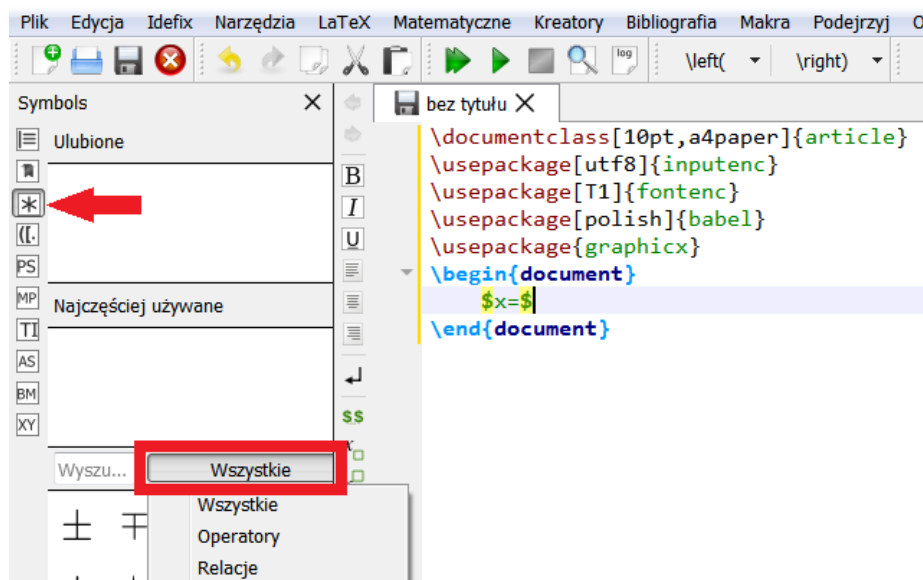 Plik Edycja Idefix Narzędzia LaTeX Matematyczne Kreatory Bibliografia Makra Podejrzyj
log \left( \right)
Symbols
Ulubione
([.
PS
MP
TI
AS
BM
XY
Najczęściej używane
Wyszu... Wszystkie
Wszystkie
Operatory
Relacje
± ∓
B
I
U
$$
bez tytułu
\documentclass[10pt,a4paper]{article}
\usepackage[utf8]{inputenc}
\usepackage[T1]{fontenc}
\usepackage[polish]{babel}
\usepackage{graphicx}
\begin{document}
$x=$
\end{document}